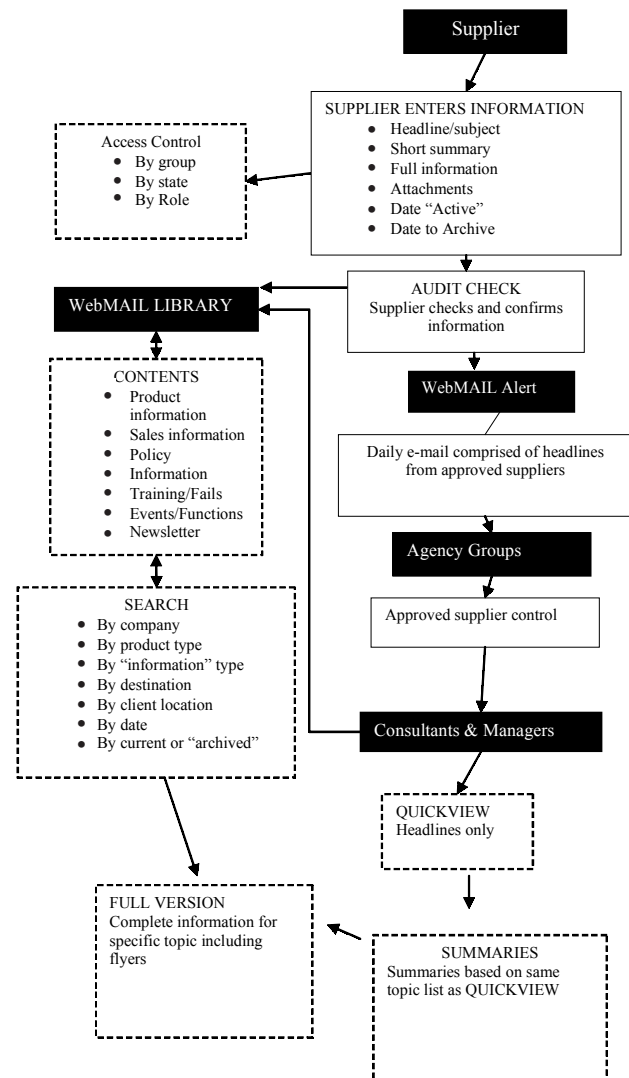 Supplier
SUPPLIER ENTERS INFORMATION
• Headline/subject
• Short summary
• Full information
• Attachments
• Date “Active”
• Date to Archive
Access Control
• By group
• By state
• By Role
AUDIT CHECK
Supplier checks and confirms
information
WebMAIL LIBRARY
WebMAIL Alert
CONTENTS
• Product
information
• Sales information
• Policy
• Information
• Training/Fails
• Events/Functions
• Newsletter
Daily e-mail comprised of headlines
from approved suppliers
Agency Groups
Approved supplier control
SEARCH
• By company
• By product type
• By “information” type
• By destination
• By client location
• By date
• By current or “archived”
Consultants & Managers
QUICKVIEW
Headlines only
FULL VERSION
Complete information for
specific topic including
flyers
SUMMARIES
Summaries based on same
topic list as QUICKVIEW